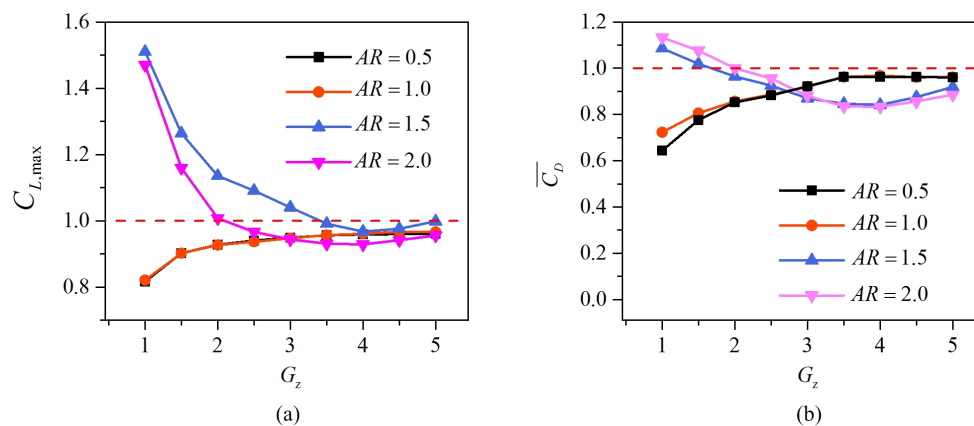 1.6
1.4
1.2
1.0
0.8
C_{L,max}
AR = 0.5
AR = 1.0
AR = 1.5
AR = 2.0
1 2 3 4 5
G_z
(a)
1.2
1.0
0.8
0.6
0.4
0.2
0.0
\overline{C_D}
AR = 0.5
AR = 1.0
AR = 1.5
AR = 2.0
1 2 3 4 5
G_z
(b)